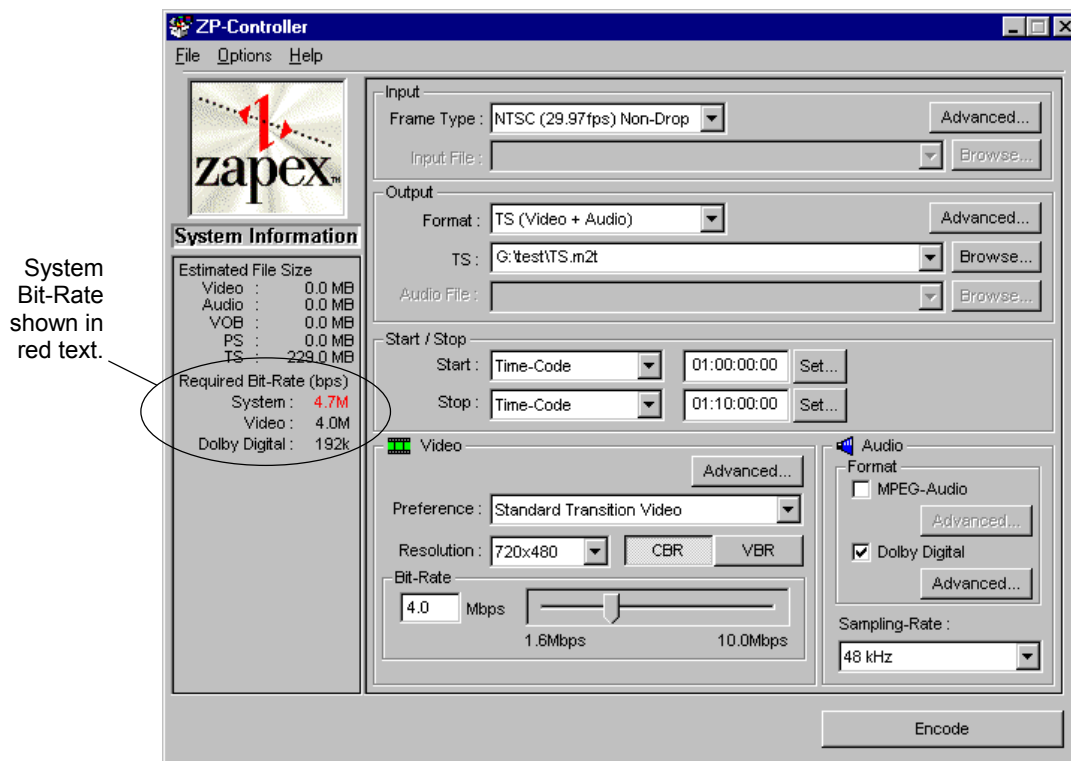 ZP-Controller
File Options Help
zapex™
System Information
Estimated File Size
Video : 0.0 MB
Audio : 0.0 MB
VOB : 0.0 MB
PS : 0.0 MB
TS : 229.0 MB
Required Bit-Rate (bps)
System : 4.7M
Video : 4.0M
Dolby Digital : 192k
System
Bit-Rate
shown in
red text.
Input
Frame Type : NTSC (29.97fps) Non-Drop Advanced...
Input File : Browse...
Output
Format : TS (Video + Audio) Advanced...
TS : G:\test\TS.m2t Browse...
Audio File : Browse...
Start / Stop
Start : Time-Code 01:00:00:00 Set...
Stop : Time-Code 01:10:00:00 Set...
Video
Advanced...
Preference : Standard Transition Video
Resolution : 720x480 CBR VBR
Bit-Rate
4.0 Mbps
1.6Mbps 10.0Mbps
Audio
Format
MPEG-Audio
Advanced...
Dolby Digital
Advanced...
Sampling-Rate :
48 kHz
Encode